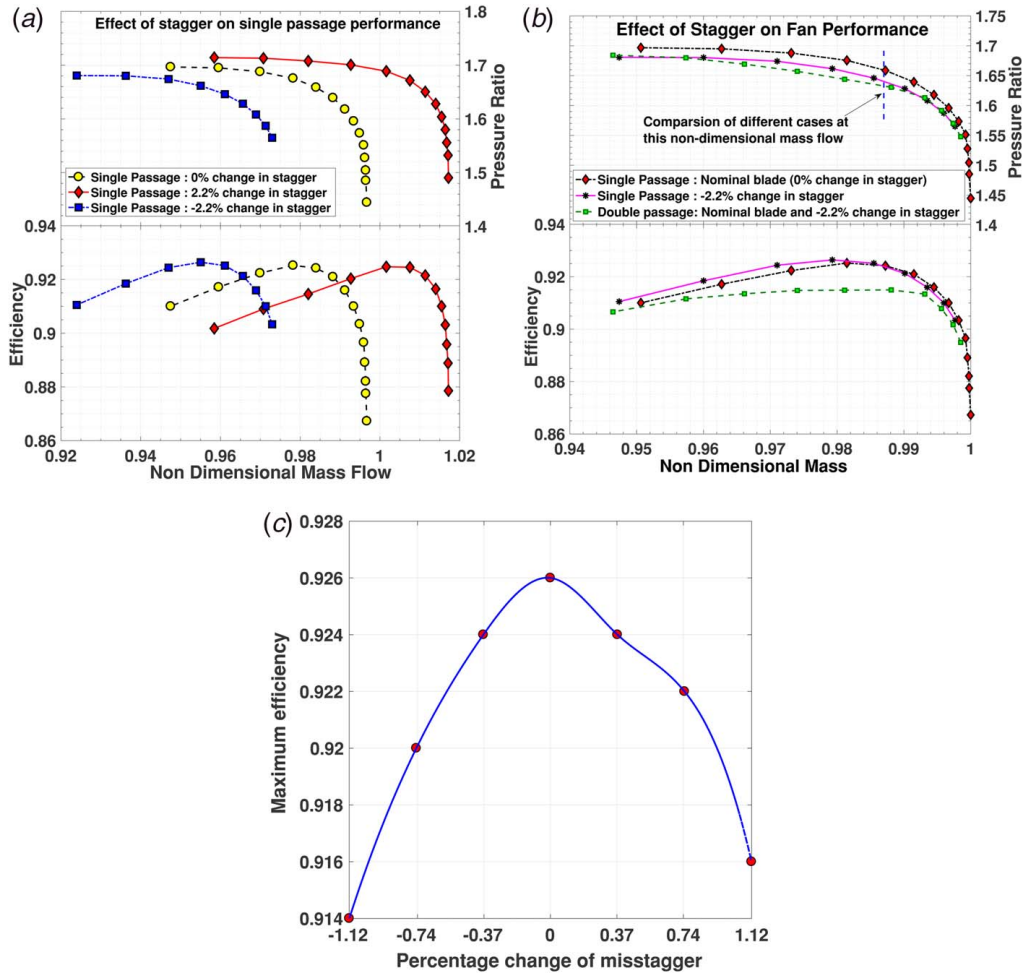 (a)
Effect of stagger on single passage performance
1.8
1.7
1.6
1.5
1.4
Pressure Ratio
Single Passage : 0% change in stagger
Single Passage : 2.2% change in stagger
Single Passage : -2.2% change in stagger
0.94
0.92
0.9
0.88
0.86
Efficiency
0.92 0.94 0.96 0.98 1 1.02
Non Dimensional Mass Flow
(b)
Effect of Stagger on Fan Performance
1.75
1.7
1.65
1.6
1.55
1.5
1.45
1.4
Pressure Ratio
Comparsion of different cases at
this non-dimensional mass flow
Single Passage : Nominal blade (0% change in stagger)
Single Passage : -2.2% change in stagger
Double passage: Nominal blade and -2.2% change in stagger
0.94
0.92
0.9
0.88
0.86
Efficiency
0.94 0.95 0.96 0.97 0.98 0.99 1
Non Dimensional Mass
(c)
0.928
0.926
0.924
0.922
0.92
0.918
0.916
0.914
Maximum efficiency
-1.12 -0.74 -0.37 0 0.37 0.74 1.12
Percentage change of misstagger